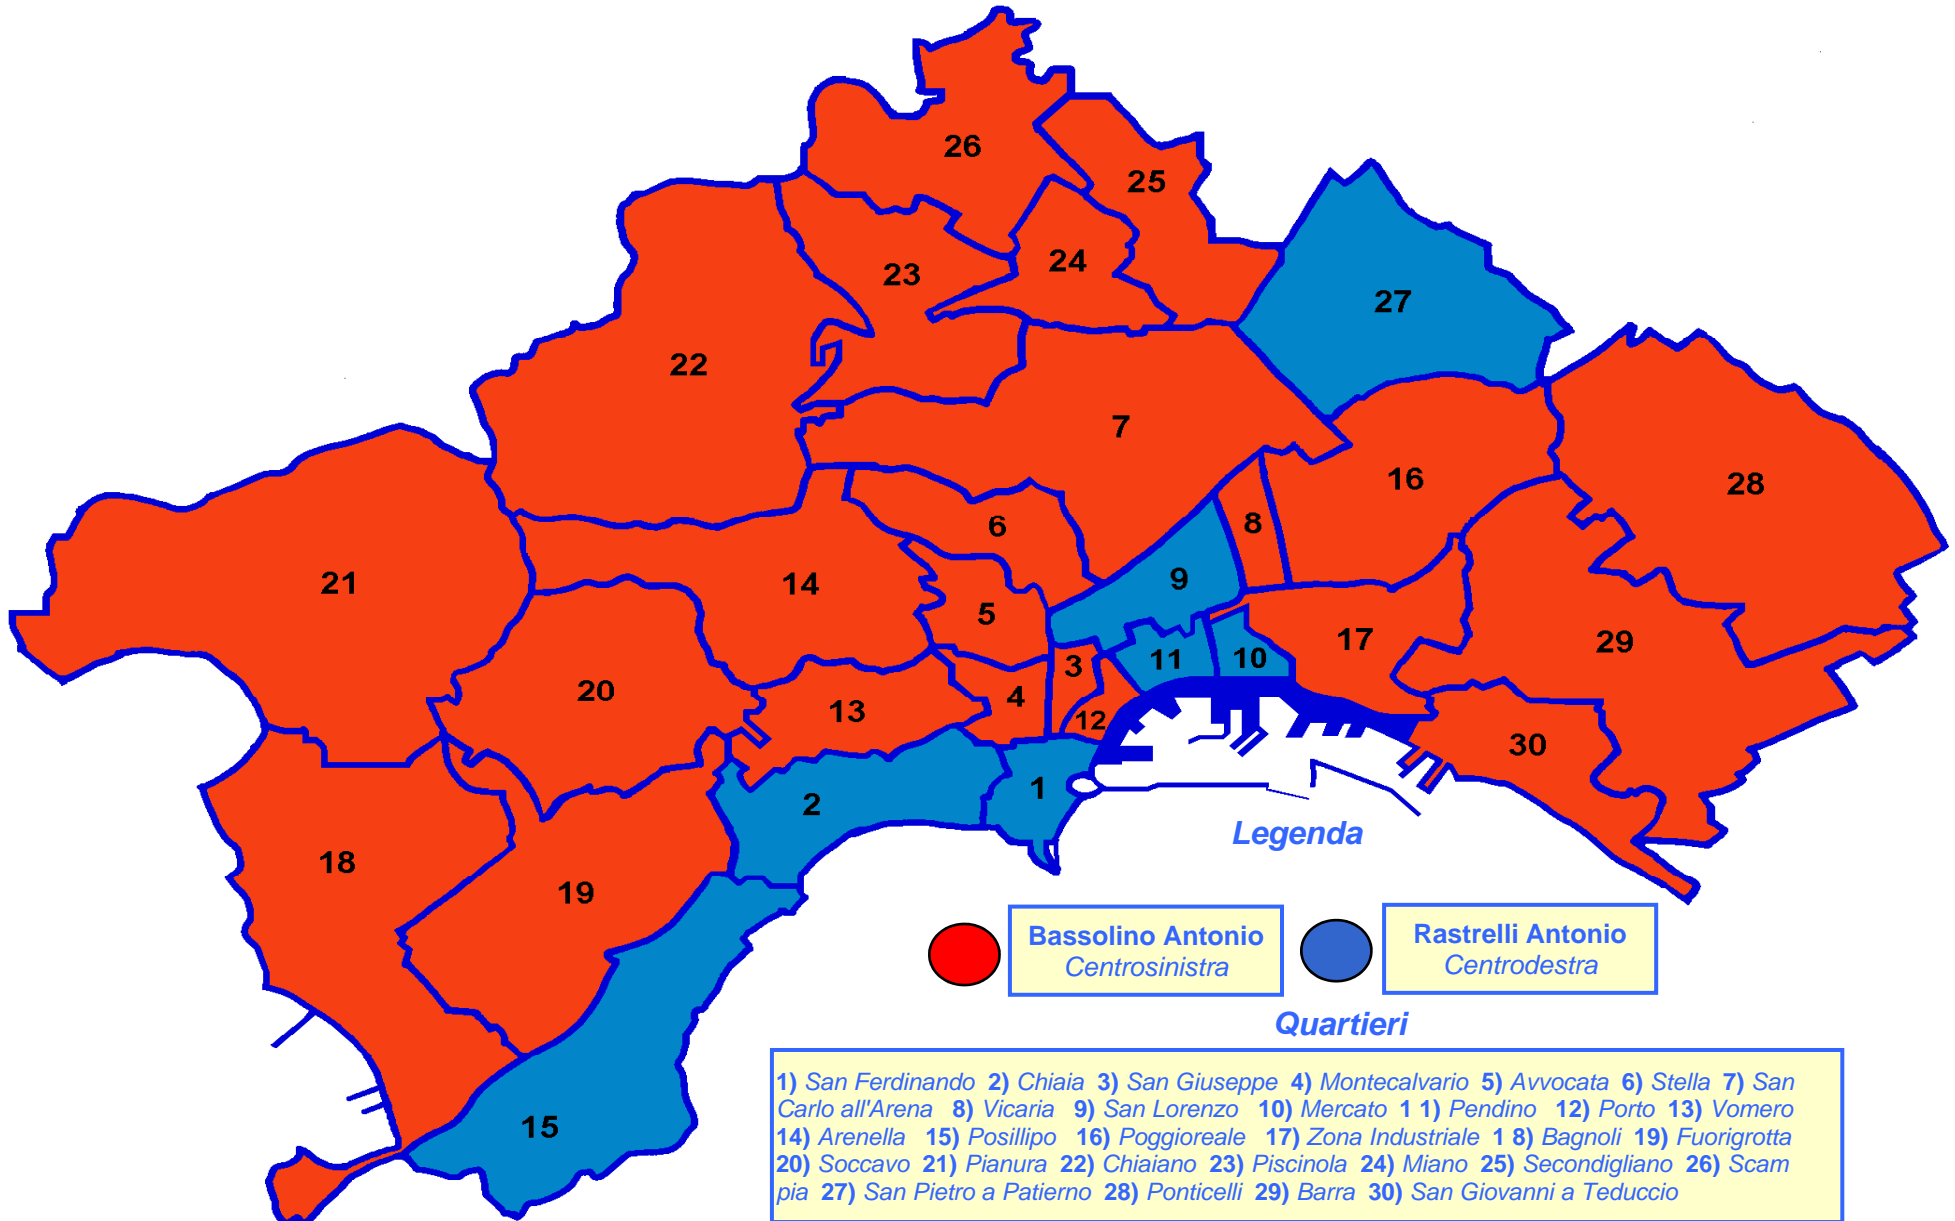 26
25
24
23
27
22
7
28
16
6
8
9
21
14
5
17
29
11
10
3
20
4
13
12
30
1
2
18
19
15
Legenda
Bassolino Antonio
Centrosinistra
Rastrelli Antonio
Centrodestra
Quartieri
1) San Ferdinando 2) Chiaia 3) San Giuseppe 4) Montecalvario 5) Avvocata 6) Stella 7) San
Carlo all'Arena 8) Vicaria 9) San Lorenzo 10) Mercato 1 1) Pendino 12) Porto 13) Vomero
14) Arenella 15) Posillipo 16) Poggioreale 17) Zona Industriale 1 8) Bagnoli 19) Fuorigrotta
20) Soccavo 21) Pianura 22) Chiaiano 23) Piscinola 24) Miano 25) Secondigliano 26) Scam
pia 27) San Pietro a Patierno 28) Ponticelli 29) Barra 30) San Giovanni a Teduccio